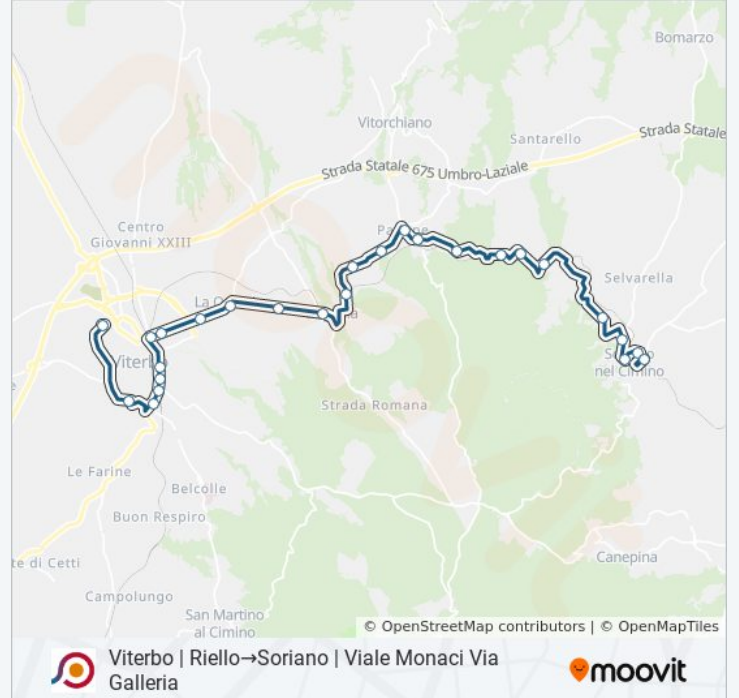 Bomarzo
Vitorchiano
Santarello
Strada Statale
Strada Statale 675 Umbro-Laziale
Centro
Giovanni XXIII
Selvarella
Viterbo
nel Cimino
Strada Romana
Le Farine
Belcolle
Buon Respiro
te di Cetti
Canepina
Campolungo
San Martino
al Cimino
© OpenStreetMap contributors | © OpenMapTiles
Viterbo | Riello→Soriano | Viale Monaci Via
Galleria
moovit